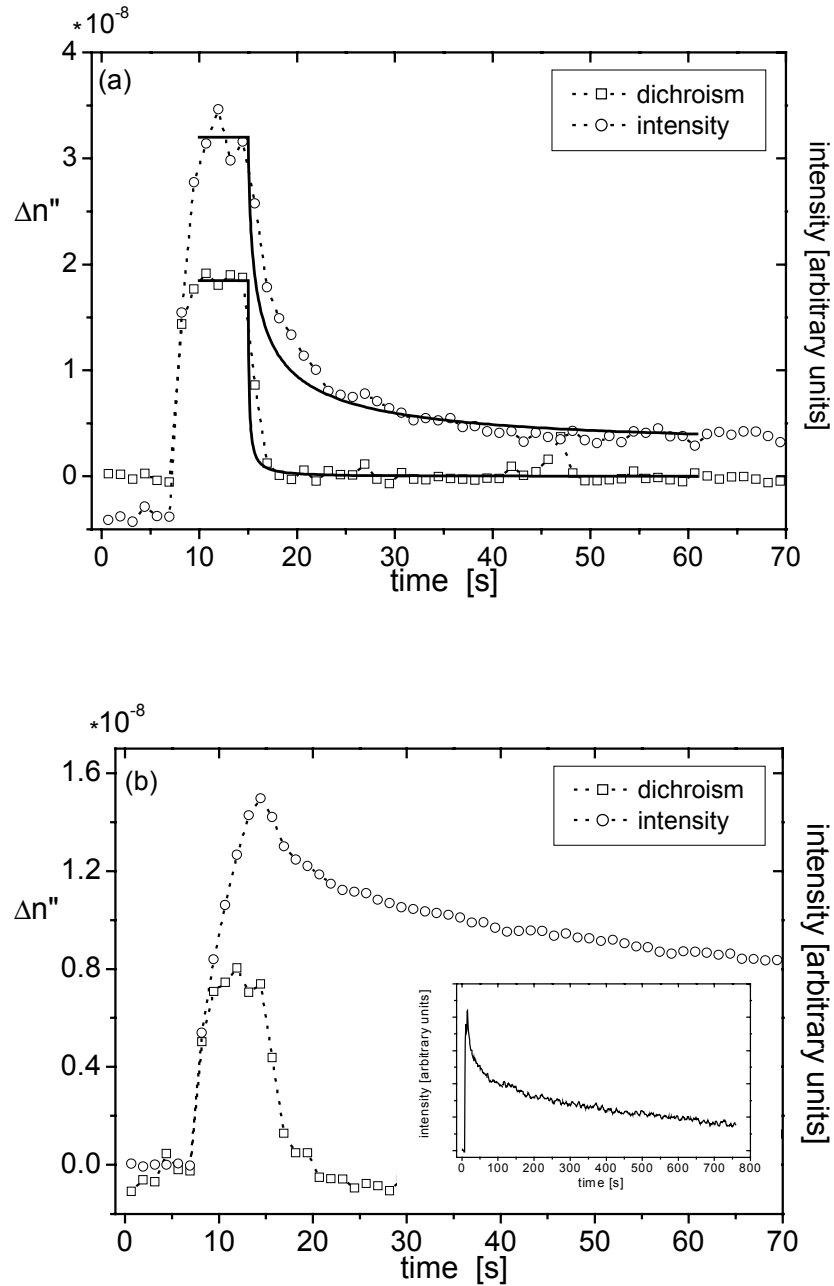 *10^-8
4
3
2
1
0
Δn"
(a)
dichroism
intensity
intensity [arbitrary units]
0 10 20 30 40 50 60 70
time [s]
*10^-8
1.6
1.2
0.8
0.4
0.0
Δn"
(b)
dichroism
intensity
intensity [arbitrary units]
intensity [arbitrary units]
0 100 200 300 400 500 600 700 800
time [s]
0 10 20 30 40 50 60 70
time [s]